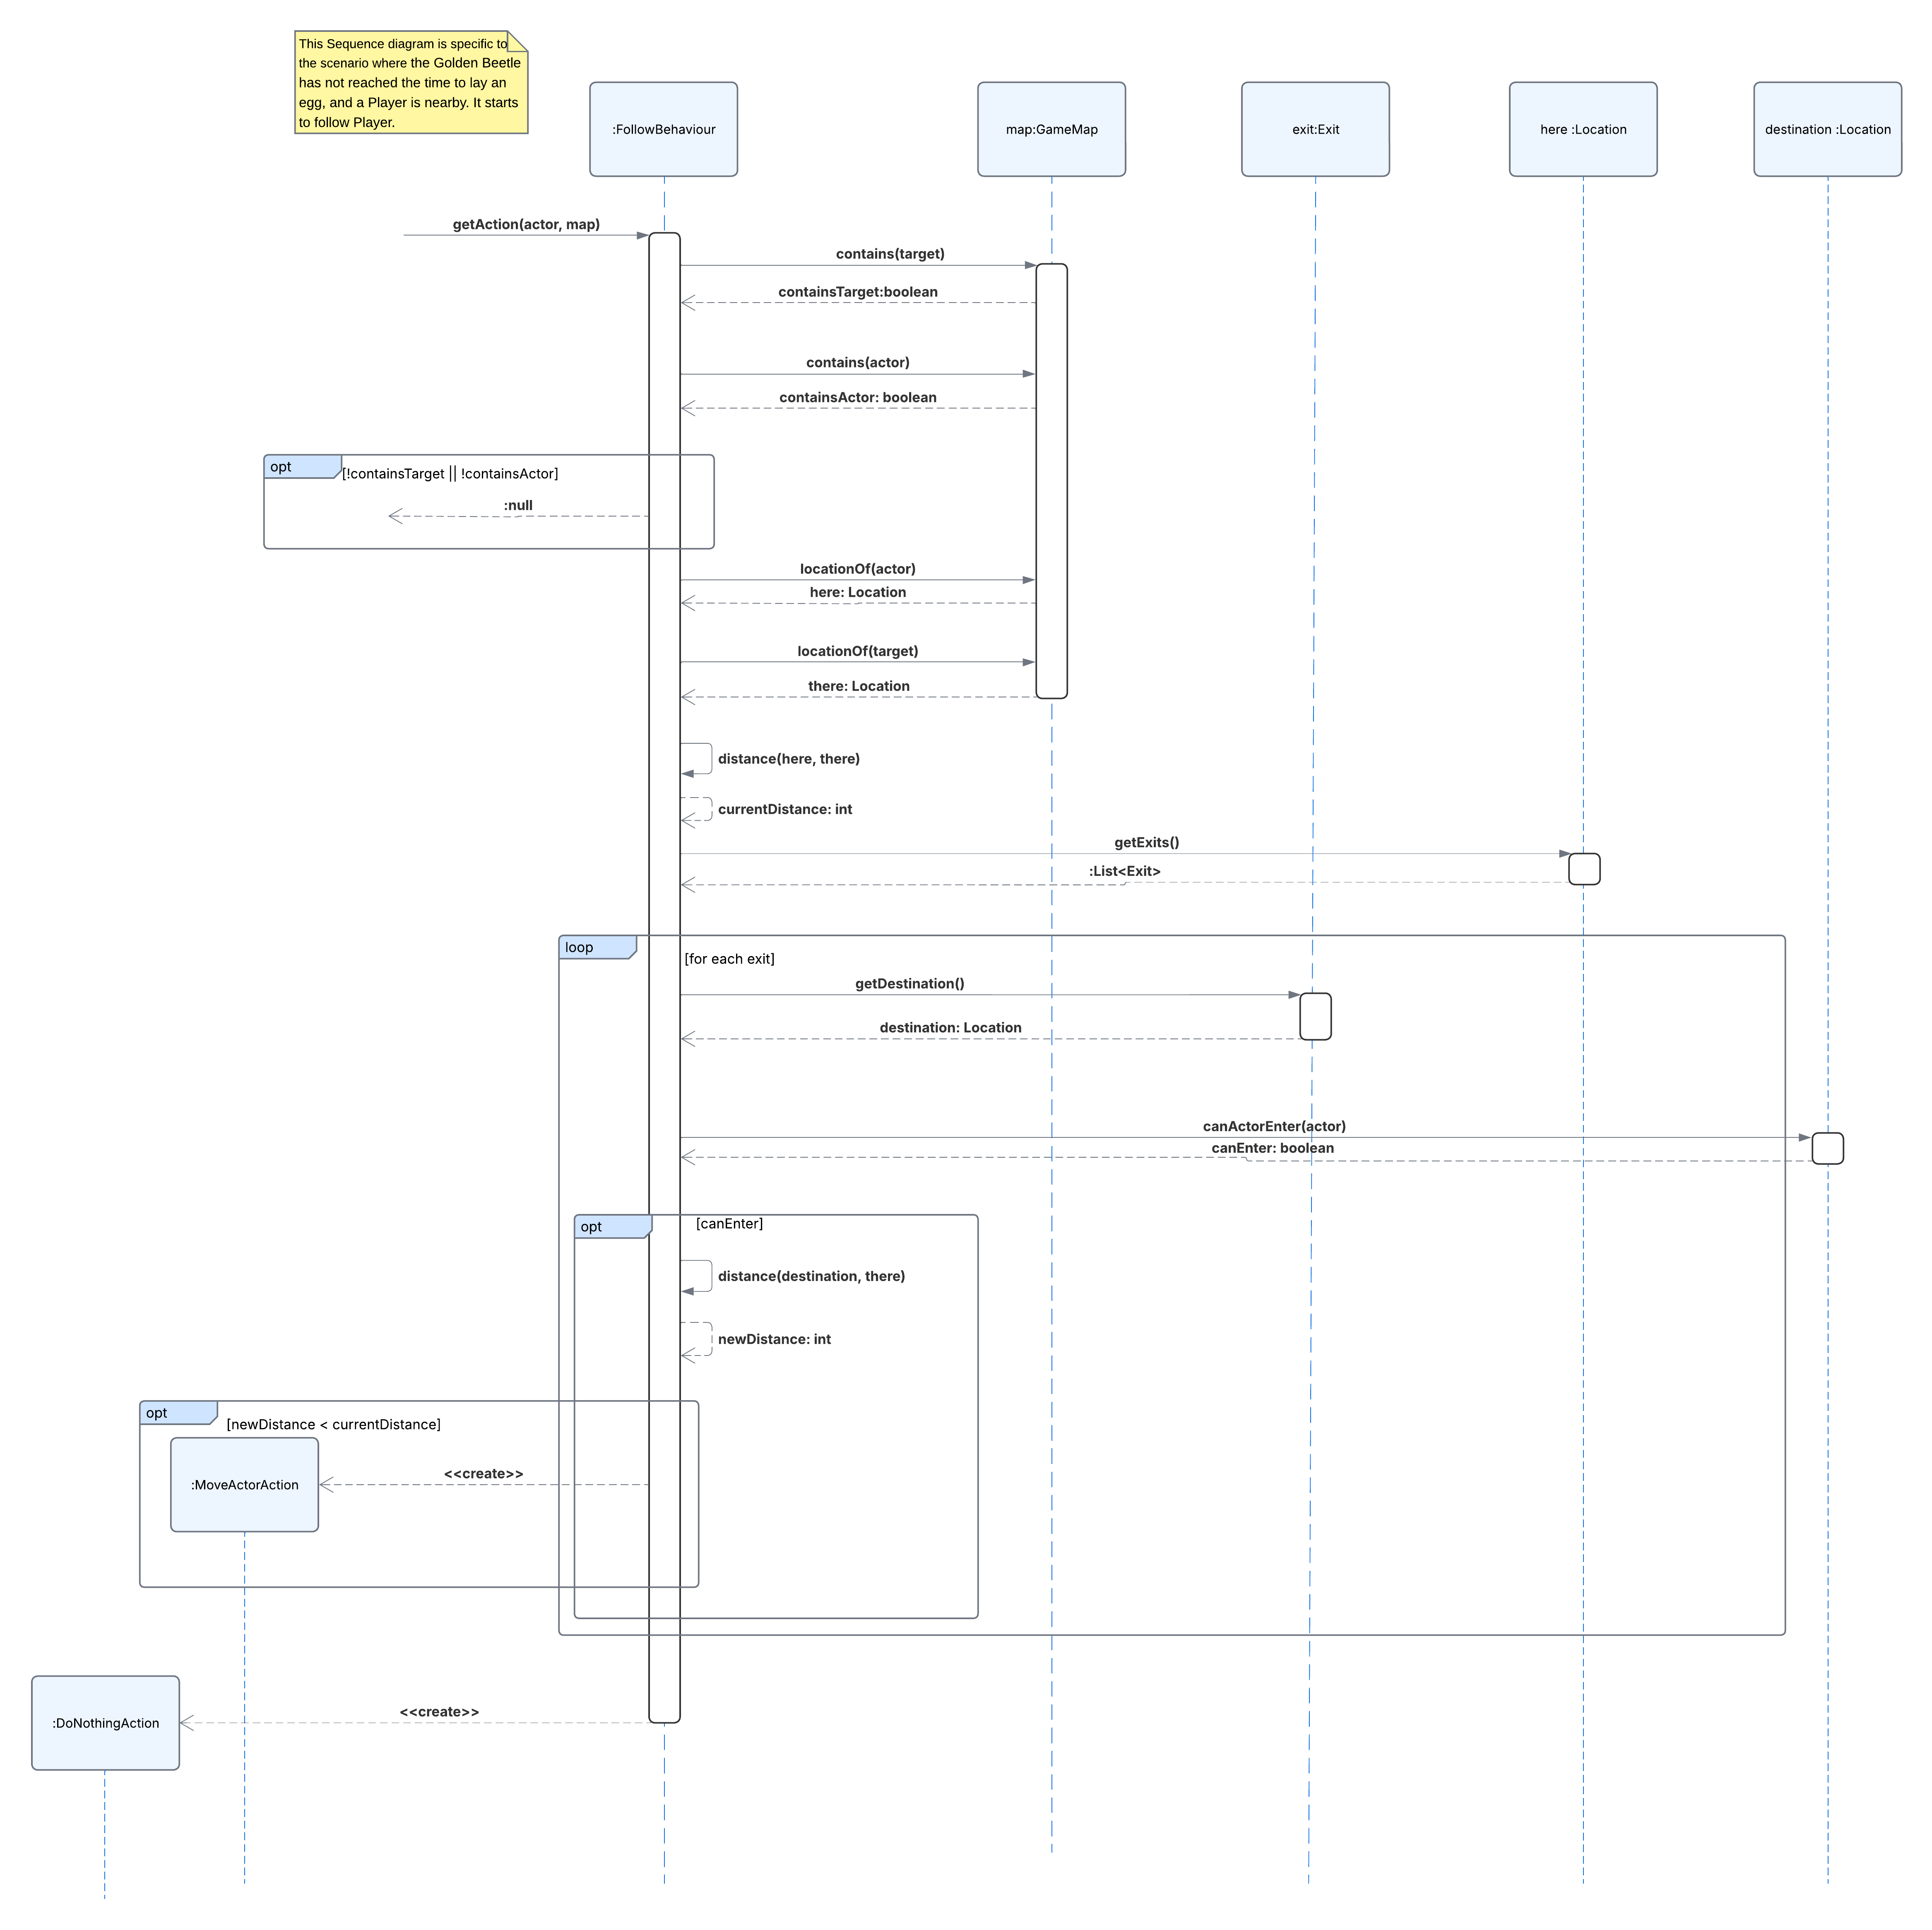 This Sequence diagram is specific to
the scenario where the Golden Beetle
has not reached the time to lay an
egg, and a Player is nearby. It starts
to follow Player.
:FollowBehaviour
map:GameMap
exit:Exit
here :Location
destination :Location
getAction(actor, map)
contains(target)
containsTarget:boolean
contains(actor)
containsActor: boolean
opt
[!containsTarget || !containsActor]
:null
locationOf(actor)
here: Location
locationOf(target)
there: Location
distance(here, there)
currentDistance: int
getExits()
:List<Exit>
loop
[for each exit]
getDestination()
destination: Location
canActorEnter(actor)
canEnter: boolean
opt
[canEnter]
distance(destination, there)
newDistance: int
opt
[newDistance < currentDistance]
<<create>>
:MoveActorAction
<<create>>
:DoNothingAction